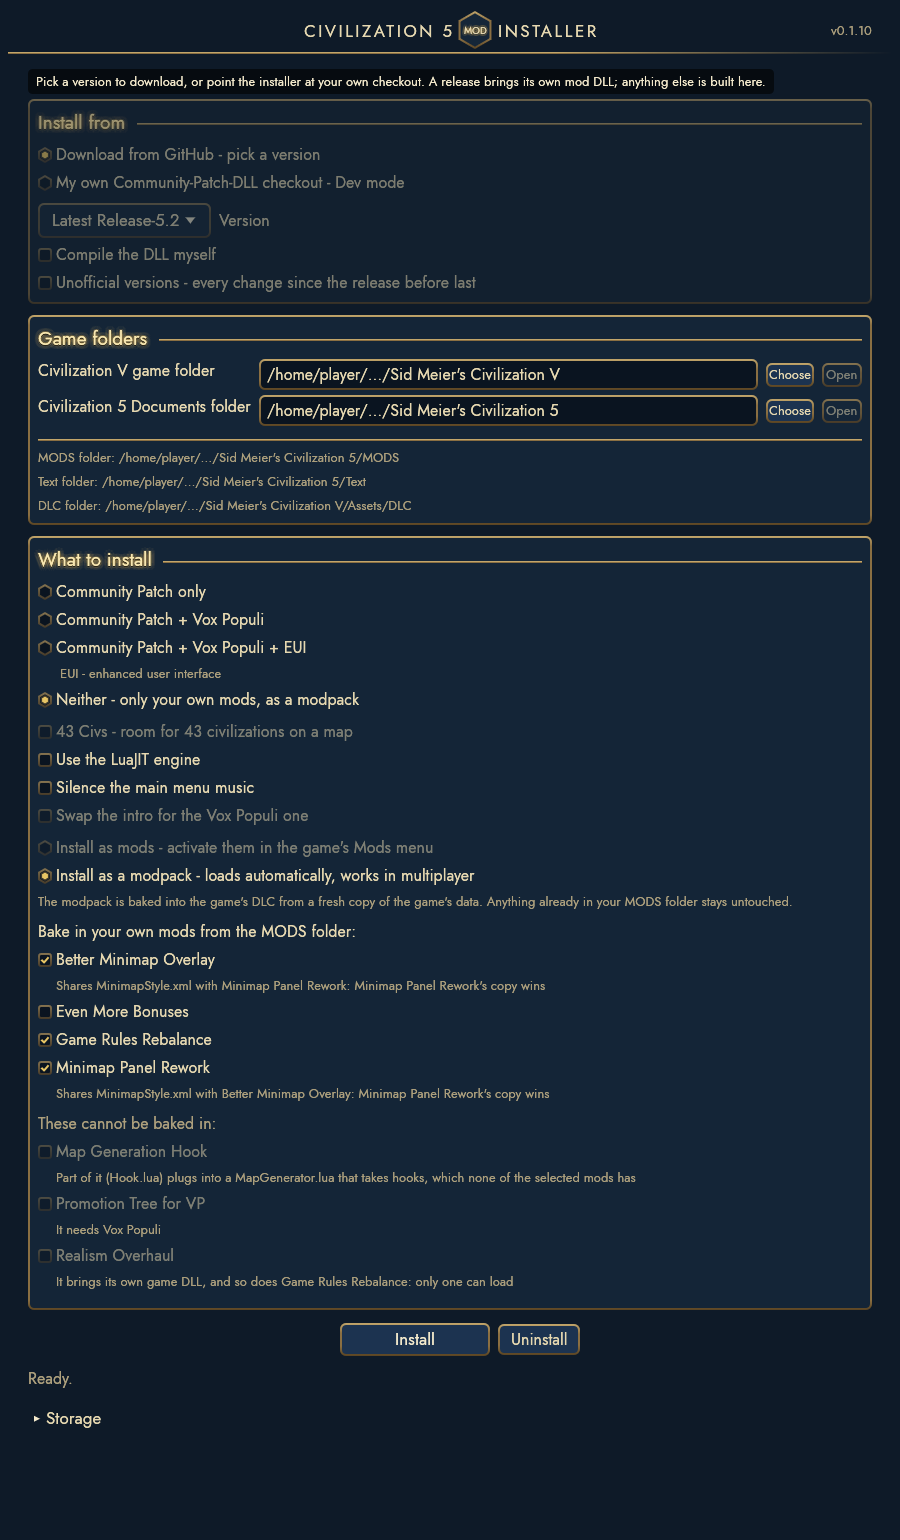 CIVILIZATION 5 MOD INSTALLER
v0.1.10
Pick a version to download, or point the installer at your own checkout. A release brings its own mod DLL; anything else is built here.
Install from
Download from GitHub - pick a version
My own Community-Patch-DLL checkout - Dev mode
Latest Release-5.2 Version
Compile the DLL myself
Unofficial versions - every change since the release before last
Game folders
Civilization V game folder /home/player/.../Sid Meier's Civilization V Choose Open
Civilization 5 Documents folder /home/player/.../Sid Meier's Civilization 5 Choose Open
MODS folder: /home/player/.../Sid Meier's Civilization 5/MODS
Text folder: /home/player/.../Sid Meier's Civilization 5/Text
DLC folder: /home/player/.../Sid Meier's Civilization V/Assets/DLC
What to install
Community Patch only
Community Patch + Vox Populi
Community Patch + Vox Populi + EUI
EUI - enhanced user interface
Neither - only your own mods, as a modpack
43 Civs - room for 43 civilizations on a map
Use the LuaJIT engine
Silence the main menu music
Swap the intro for the Vox Populi one
Install as mods - activate them in the game's Mods menu
Install as a modpack - loads automatically, works in multiplayer
The modpack is baked into the game's DLC from a fresh copy of the game's data. Anything already in your MODS folder stays untouched.
Bake in your own mods from the MODS folder:
Better Minimap Overlay
Shares MinimapStyle.xml with Minimap Panel Rework: Minimap Panel Rework's copy wins
Even More Bonuses
Game Rules Rebalance
Minimap Panel Rework
Shares MinimapStyle.xml with Better Minimap Overlay: Minimap Panel Rework's copy wins
These cannot be baked in:
Map Generation Hook
Part of it (Hook.lua) plugs into a MapGenerator.lua that takes hooks, which none of the selected mods has
Promotion Tree for VP
It needs Vox Populi
Realism Overhaul
It brings its own game DLL, and so does Game Rules Rebalance: only one can load
Install Uninstall
Ready.
Storage